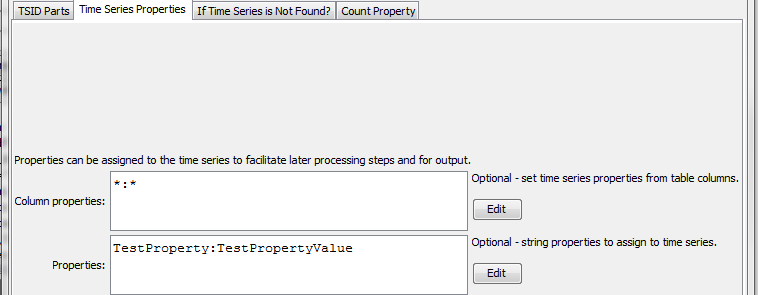 TSID Parts Time Series Properties If Time Series is Not Found? Count Property
Properties can be assigned to the time series to facilitate later processing steps and for output.
Column properties: *:* Optional - set time series properties from table columns.
Edit
Properties: TestProperty:TestPropertyValue Optional - string properties to assign to time series.
Edit